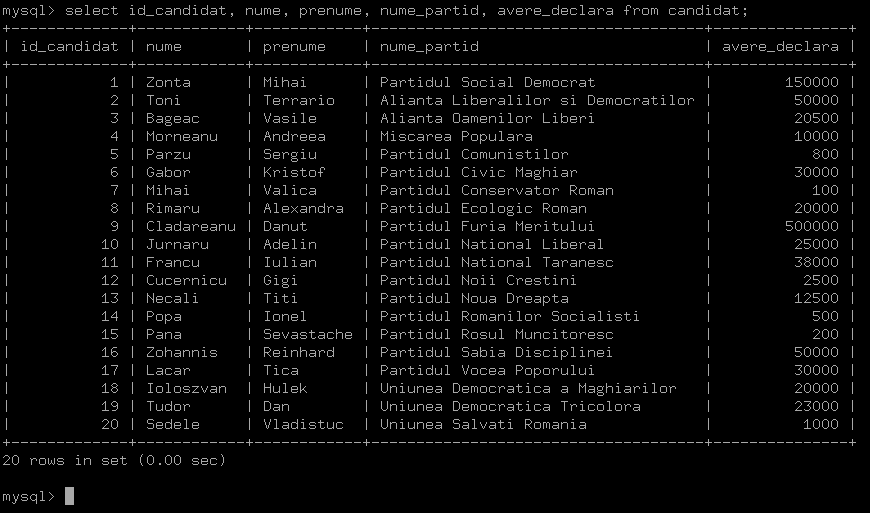 mysql> select id_candidat, nume, prenume, nume_partid, avere_declara from candidat;
+-------------+------------+------------+------------------------------------+---------------+
| id_candidat | nume       | prenume    | nume_partid                        | avere_declara |
+-------------+------------+------------+------------------------------------+---------------+
|           1 | Zonta      | Mihai      | Partidul Social Democrat           |        150000 |
|           2 | Toni       | Terrario   | Alianta Liberalilor si Democratilor |         50000 |
|           3 | Bageac     | Vasile     | Alianta Oamenilor Liberi           |         20500 |
|           4 | Morneanu   | Andreea    | Miscarea Populara                  |         10000 |
|           5 | Parzu      | Sergiu     | Partidul Comunistilor              |           800 |
|           6 | Gabor      | Kristof    | Partidul Civic Maghiar             |         30000 |
|           7 | Mihai      | Valica     | Partidul Conservator Roman         |           100 |
|           8 | Rimaru     | Alexandra  | Partidul Ecologic Roman            |         20000 |
|           9 | Cladareanu | Danut      | Partidul Furia Meritului           |        500000 |
|          10 | Jurnaru    | Adelin     | Partidul National Liberal          |         25000 |
|          11 | Francu     | Iulian     | Partidul National Taranesc         |         38000 |
|          12 | Cucernicu  | Gigi       | Partidul Noii Crestini             |          2500 |
|          13 | Necali     | Titi       | Partidul Noua Dreapta              |         12500 |
|          14 | Popa       | Ionel      | Partidul Romanilor Socialisti      |           500 |
|          15 | Pana       | Sevastache | Partidul Rosul Muncitoresc         |           200 |
|          16 | Zohannis   | Reinhard   | Partidul Sabia Disciplinei         |         50000 |
|          17 | Lacar      | Tica       | Partidul Vocea Poporului           |         30000 |
|          18 | Ioloszvan  | Hulek      | Uniunea Democratica a Maghiarilor  |         20000 |
|          19 | Tudor      | Dan        | Uniunea Democratica Tricolora      |         23000 |
|          20 | Sedele     | Vladistuc  | Uniunea Salvati Romania            |          1000 |
+-------------+------------+------------+------------------------------------+---------------+
20 rows in set (0.00 sec)
mysql>